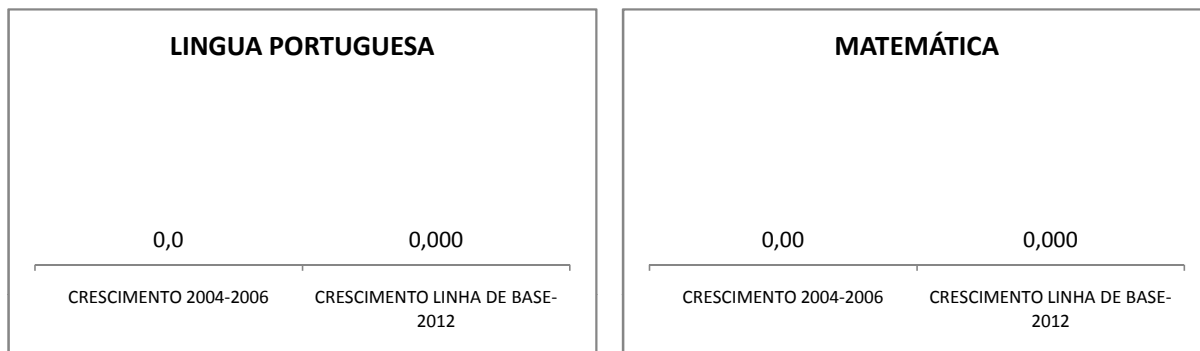 LINGUA PORTUGUESA
0,0
0,000
CRESCIMENTO 2004-2006
CRESCIMENTO LINHA DE BASE-
2012
MATEMÁTICA
0,00
0,000
CRESCIMENTO 2004-2006
CRESCIMENTO LINHA DE BASE-
2012